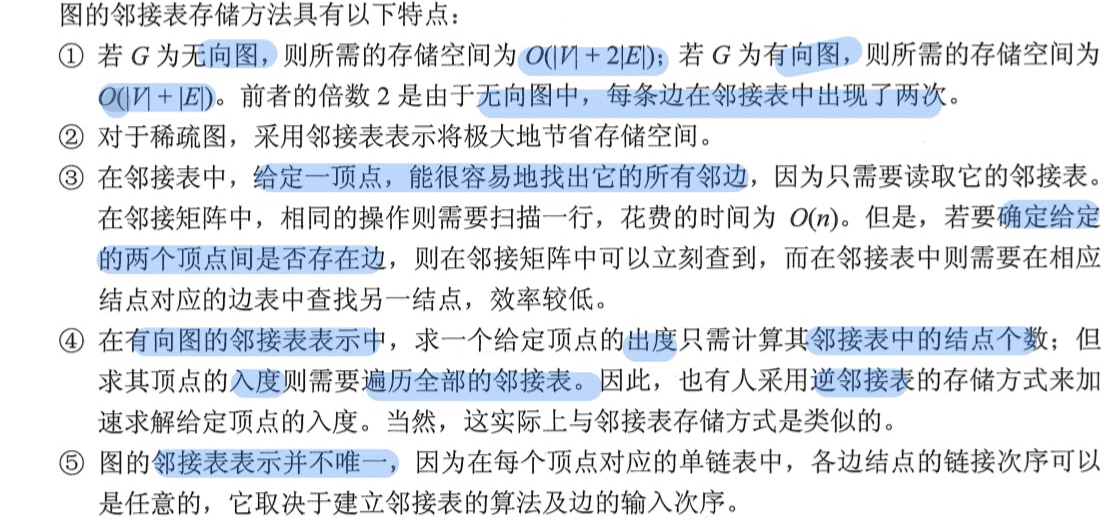 图的邻接表存储方法具有以下特点：
① 若 G 为无向图，则所需的存储空间为 O(|V| + 2|E|)；若 G 为有向图，则所需的存储空间为
O(|V| + |E|)。前者的倍数 2 是由于无向图中，每条边在邻接表中出现了两次。
② 对于稀疏图，采用邻接表表示将极大地节省存储空间。
③ 在邻接表中，给定一顶点，能很容易地找出它的所有邻边，因为只需要读取它的邻接表。
在邻接矩阵中，相同的操作则需要扫描一行，花费的时间为 O(n)。但是，若要确定给定
的两个顶点间是否存在边，则在邻接矩阵中可以立刻查到，而在邻接表中则需要在相应
结点对应的边表中查找另一结点，效率较低。
④ 在有向图的邻接表表示中，求一个给定顶点的出度只需计算其邻接表中的结点个数；但
求其顶点的入度则需要遍历全部的邻接表。因此，也有人采用逆邻接表的存储方式来加
速求解给定顶点的入度。当然，这实际上与邻接表存储方式是类似的。
⑤ 图的邻接表表示并不唯一，因为在每个顶点对应的单链表中，各边结点的链接次序可以
是任意的，它取决于建立邻接表的算法及边的输入次序。